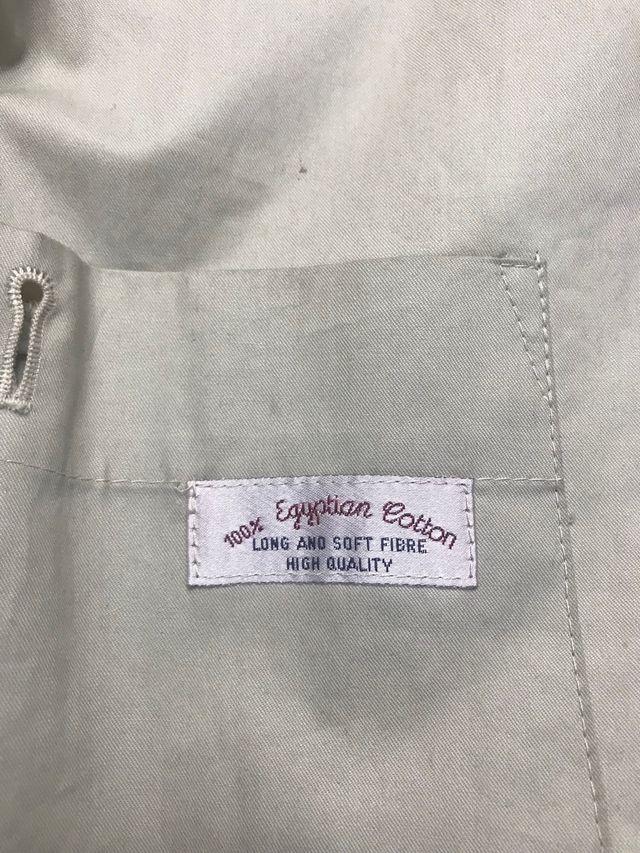 100% Egyptian Cotton
LONG AND SOFT FIBRE
HIGH QUALITY